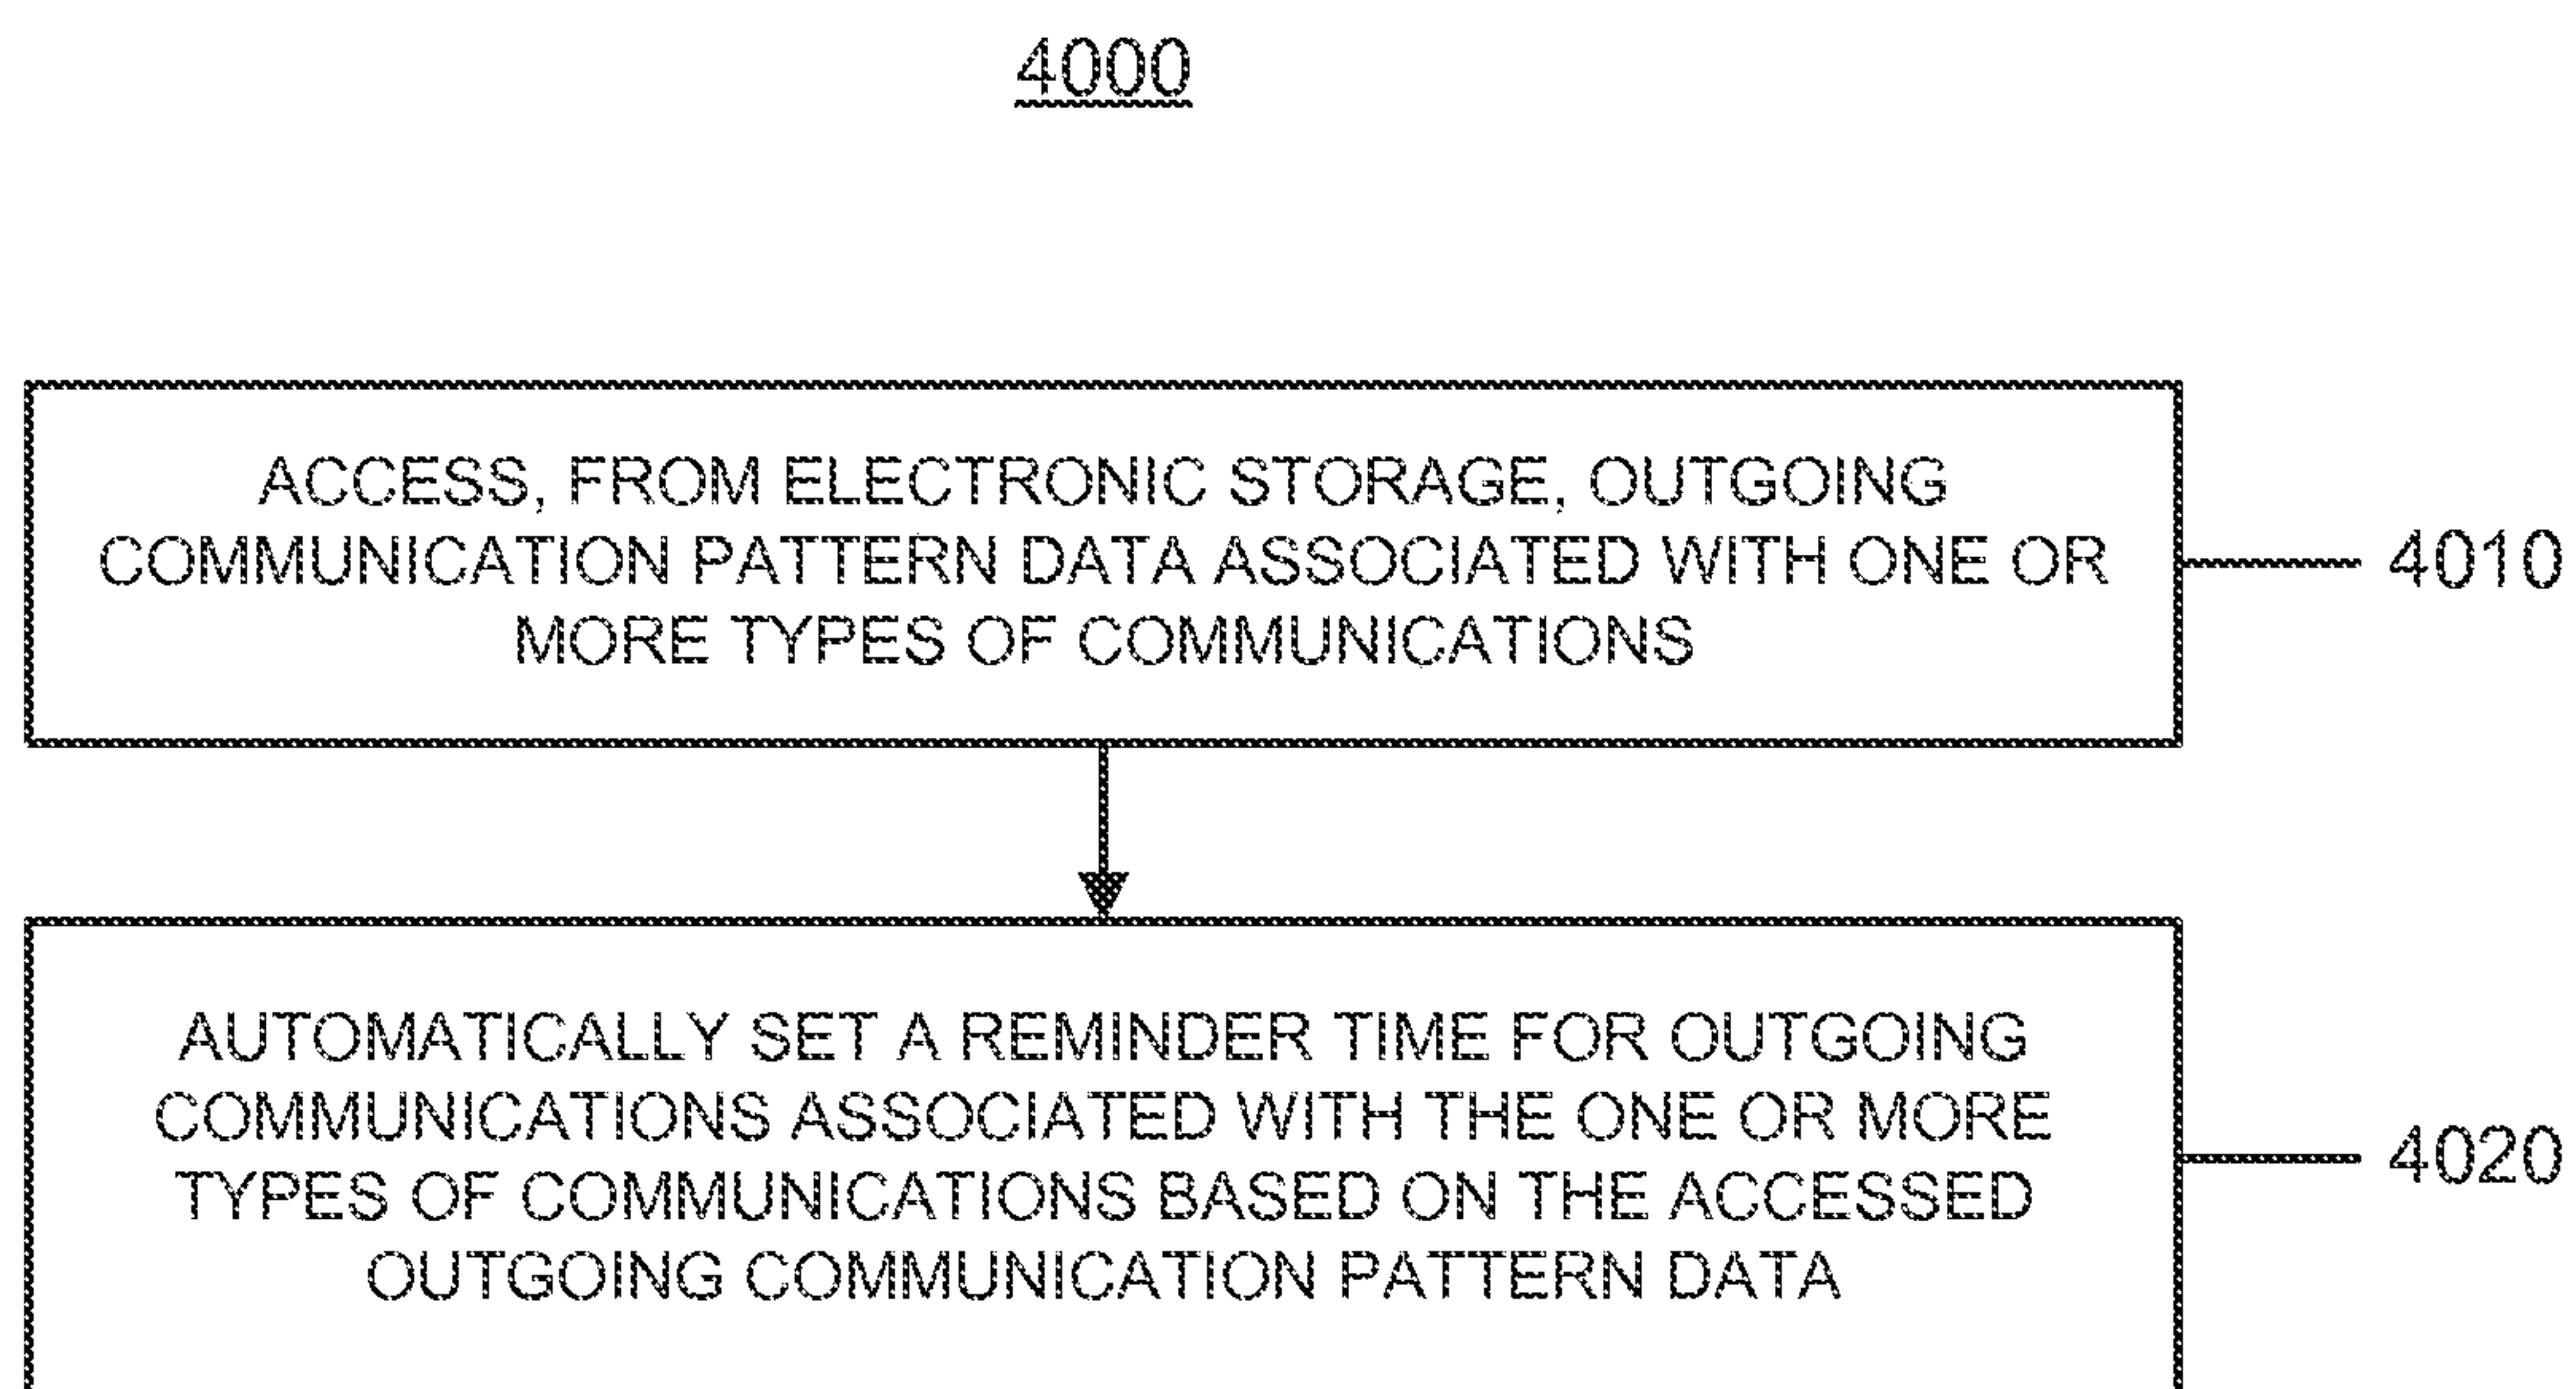 4000
ACCESS, FROM ELECTRONIC STORAGE, OUTGOING
COMMUNICATION PATTERN DATA ASSOCIATED WITH ONE OR
MORE TYPES OF COMMUNICATIONS
4010
AUTOMATICALLY SET A REMINDER TIME FOR OUTGOING
COMMUNICATIONS ASSOCIATED WITH THE ONE OR MORE
TYPES OF COMMUNICATIONS BASED ON THE ACCESSED
OUTGOING COMMUNICATION PATTERN DATA
4020